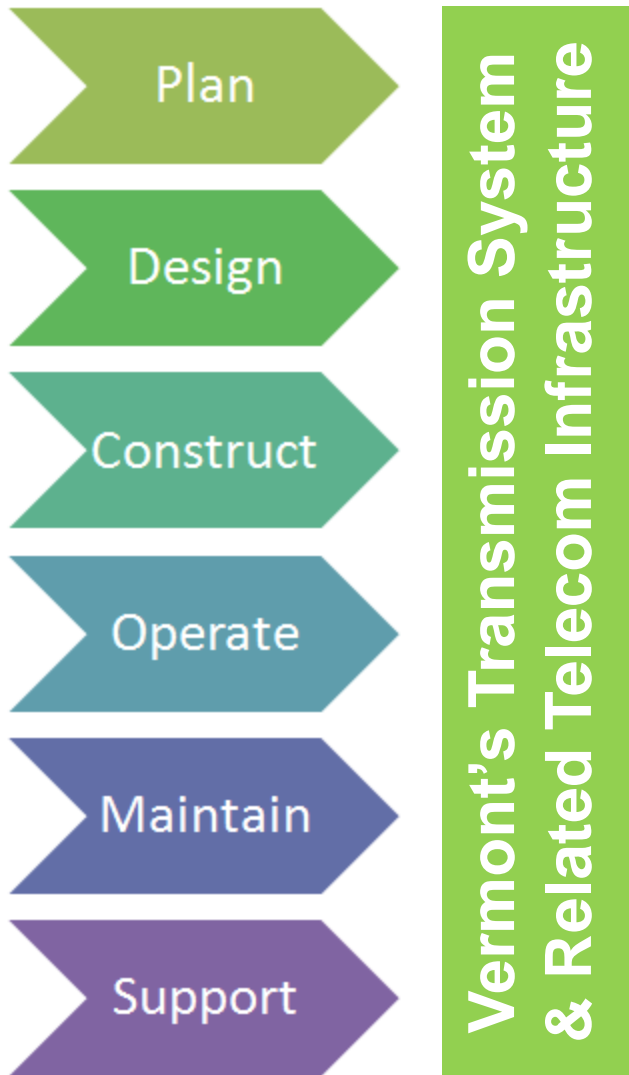 Plan
Design
Construct
Operate
Maintain
Support
Vermont’s Transmission System
& Related Telecom Infrastructure